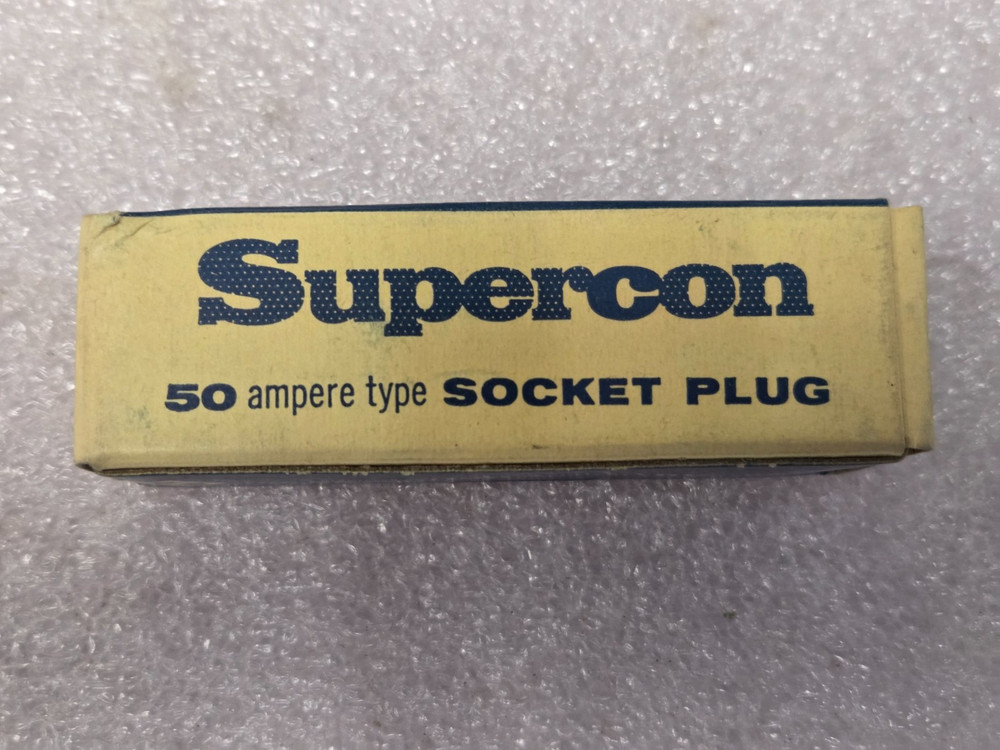 Supercon
50 ampere type SOCKET PLUG